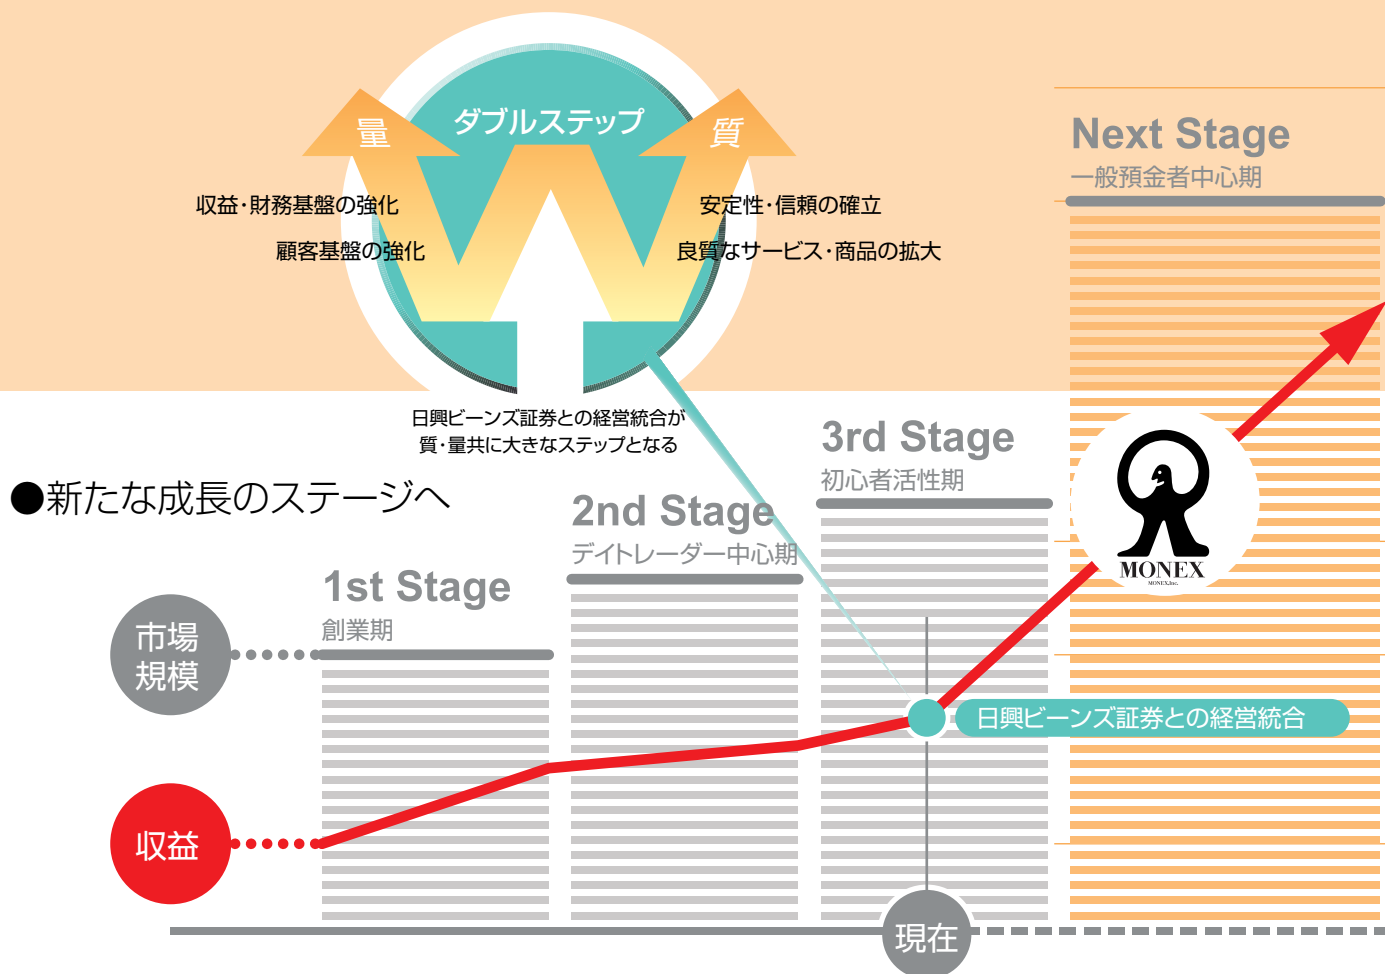 ダブルステップ
量
質
収益・財務基盤の強化
顧客基盤の強化
安定性・信頼の確立
良質なサービス・商品の拡大
日興ビーンズ証券との経営統合が
質・量共に大きなステップとなる
●新たな成長のステージへ
1st Stage
創業期
2nd Stage
デイトレーダー中心期
3rd Stage
初心者活性期
Next Stage
一般預金者中心期
市場
規模
収益
MONEX
MONEX,Inc.
日興ビーンズ証券との経営統合
現在